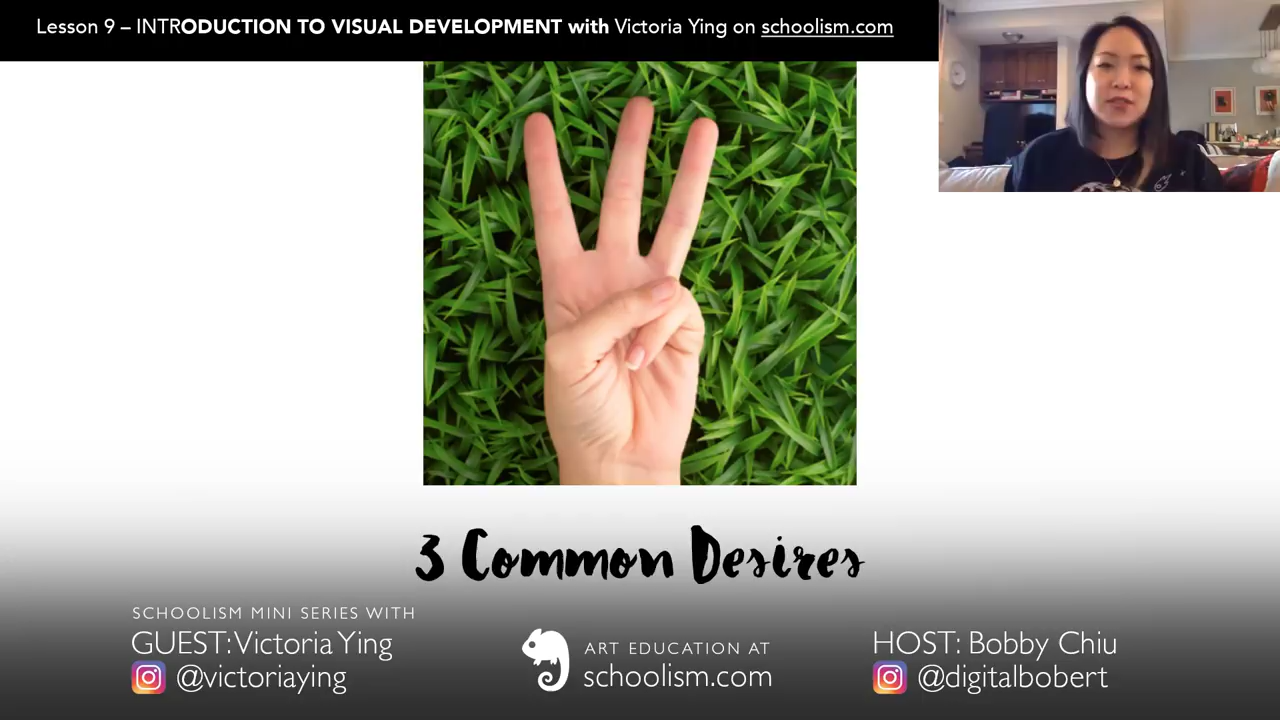 Lesson 9 – INTRODUCTION TO VISUAL DEVELOPMENT with Victoria Ying on schoolism.com
3 Common Desires
SCHOOLISM MINI SERIES WITH
GUEST: Victoria Ying
@victoriaying
ART EDUCATION AT
schoolism.com
HOST: Bobby Chiu
@digitalbobert